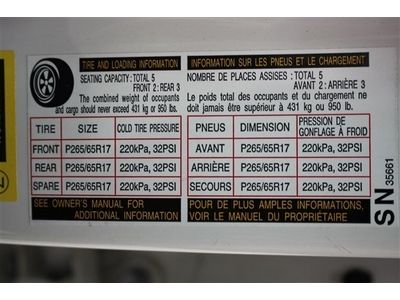 TIRE AND LOADING INFORMATION
SEATING CAPACITY: TOTAL 5
FRONT 2: REAR 3
The combined weight of occupants
and cargo should never exceed 431 kg or 950 lbs.
TIRE SIZE COLD TIRE PRESSURE
FRONT P265/65R17 220kPa, 32PSI
REAR P265/65R17 220kPa, 32PSI
SPARE P265/65R17 220kPa, 32PSI
SEE OWNER'S MANUAL FOR
ADDITIONAL INFORMATION
INFORMATION SUR LES PNEUS ET LE CHARGEMENT
NOMBRE DE PLACES ASSISES : TOTAL 5
AVANT 2 : ARRIÈRE 3
Le poids total des occupants et du chargement ne
doit jamais être supérieur à 431 kg ou 950 lb.
PNEUS DIMENSION PRESSION DE
GONFLAGE À FROID
AVANT P265/65R17 220kPa, 32PSI
ARRIÈRE P265/65R17 220kPa, 32PSI
SECOURS P265/65R17 220kPa, 32PSI
POUR DE PLUS AMPLES INFORMATIONS,
VOIR LE MANUEL DU PROPRIÉTAIRE
SN 35661